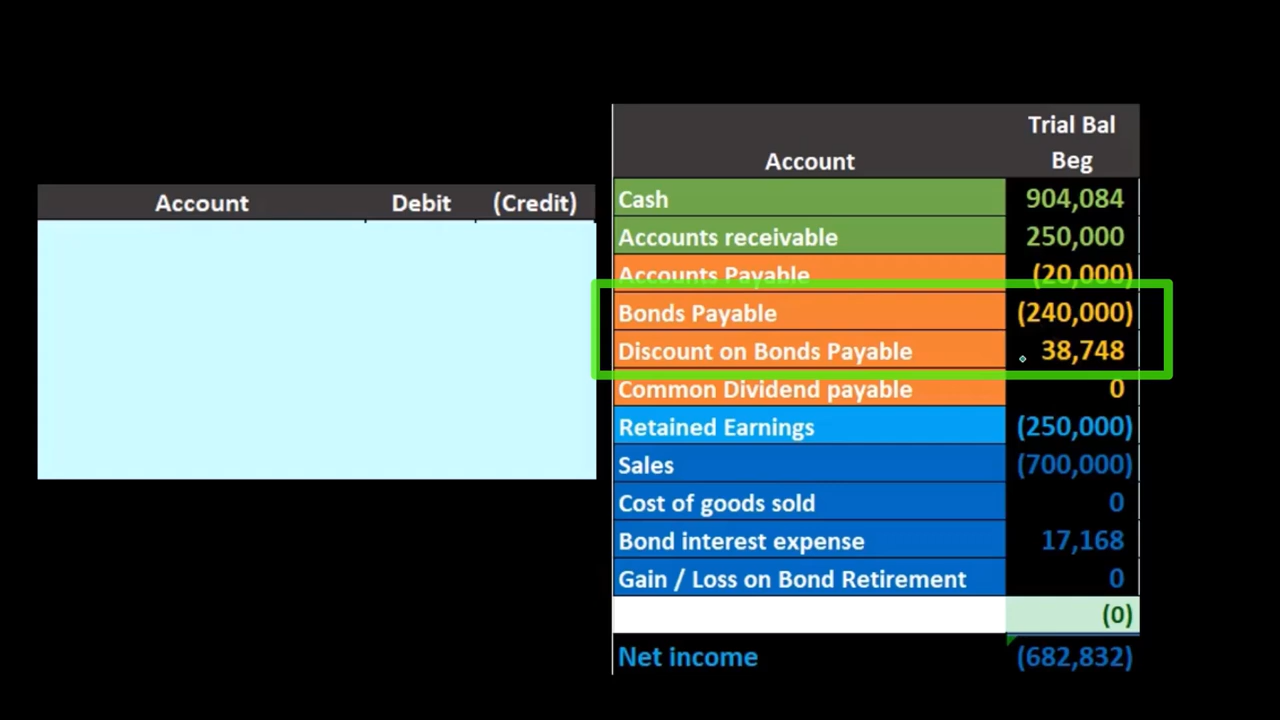 Account Debit (Credit)
Trial Bal
Account Beg
Cash 904,084
Accounts receivable 250,000
Accounts Payable (20,000)
Bonds Payable (240,000)
Discount on Bonds Payable 38,748
Common Dividend payable 0
Retained Earnings (250,000)
Sales (700,000)
Cost of goods sold 0
Bond interest expense 17,168
Gain / Loss on Bond Retirement 0
(0)
Net income (682,832)